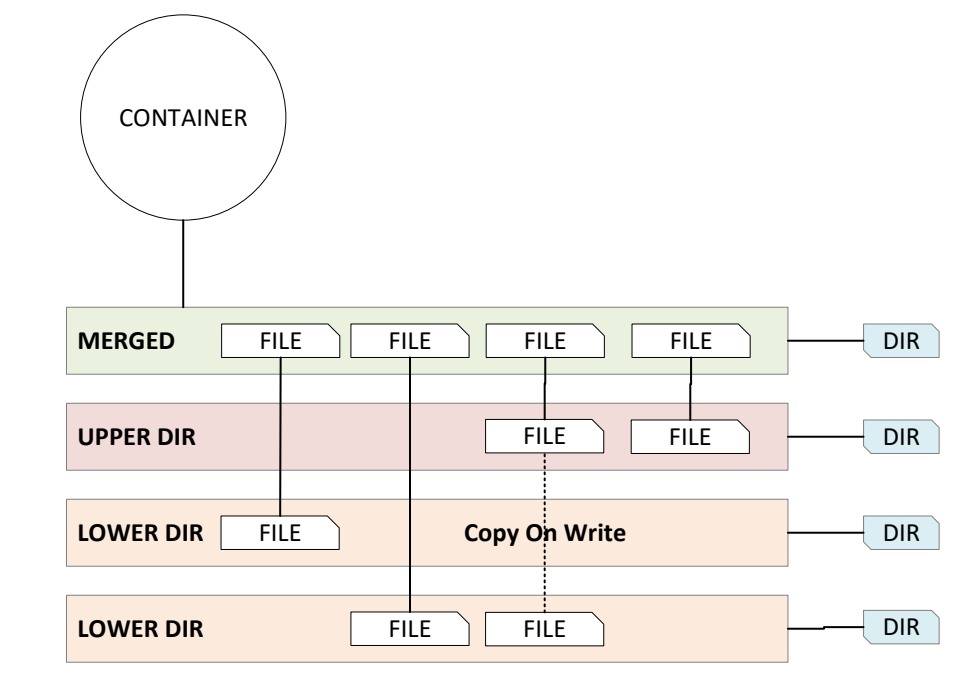 CONTAINER
MERGED FILE FILE FILE FILE DIR
UPPER DIR FILE FILE DIR
LOWER DIR FILE Copy On Write DIR
LOWER DIR FILE FILE DIR